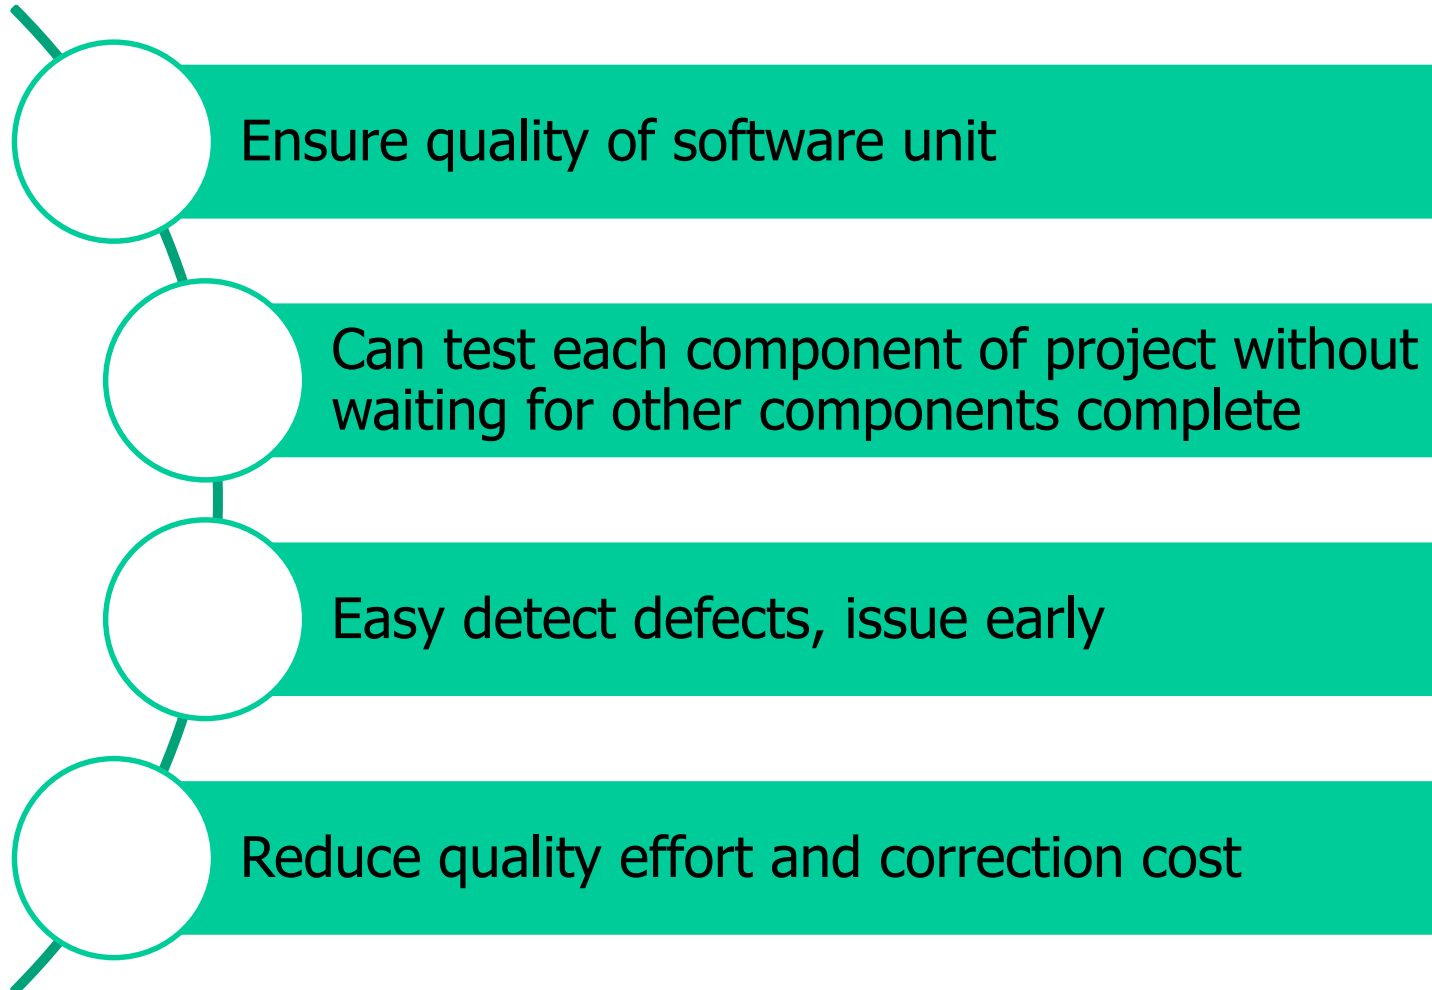 Ensure quality of software unit
Can test each component of project without
waiting for other components complete
Easy detect defects, issue early
Reduce quality effort and correction cost